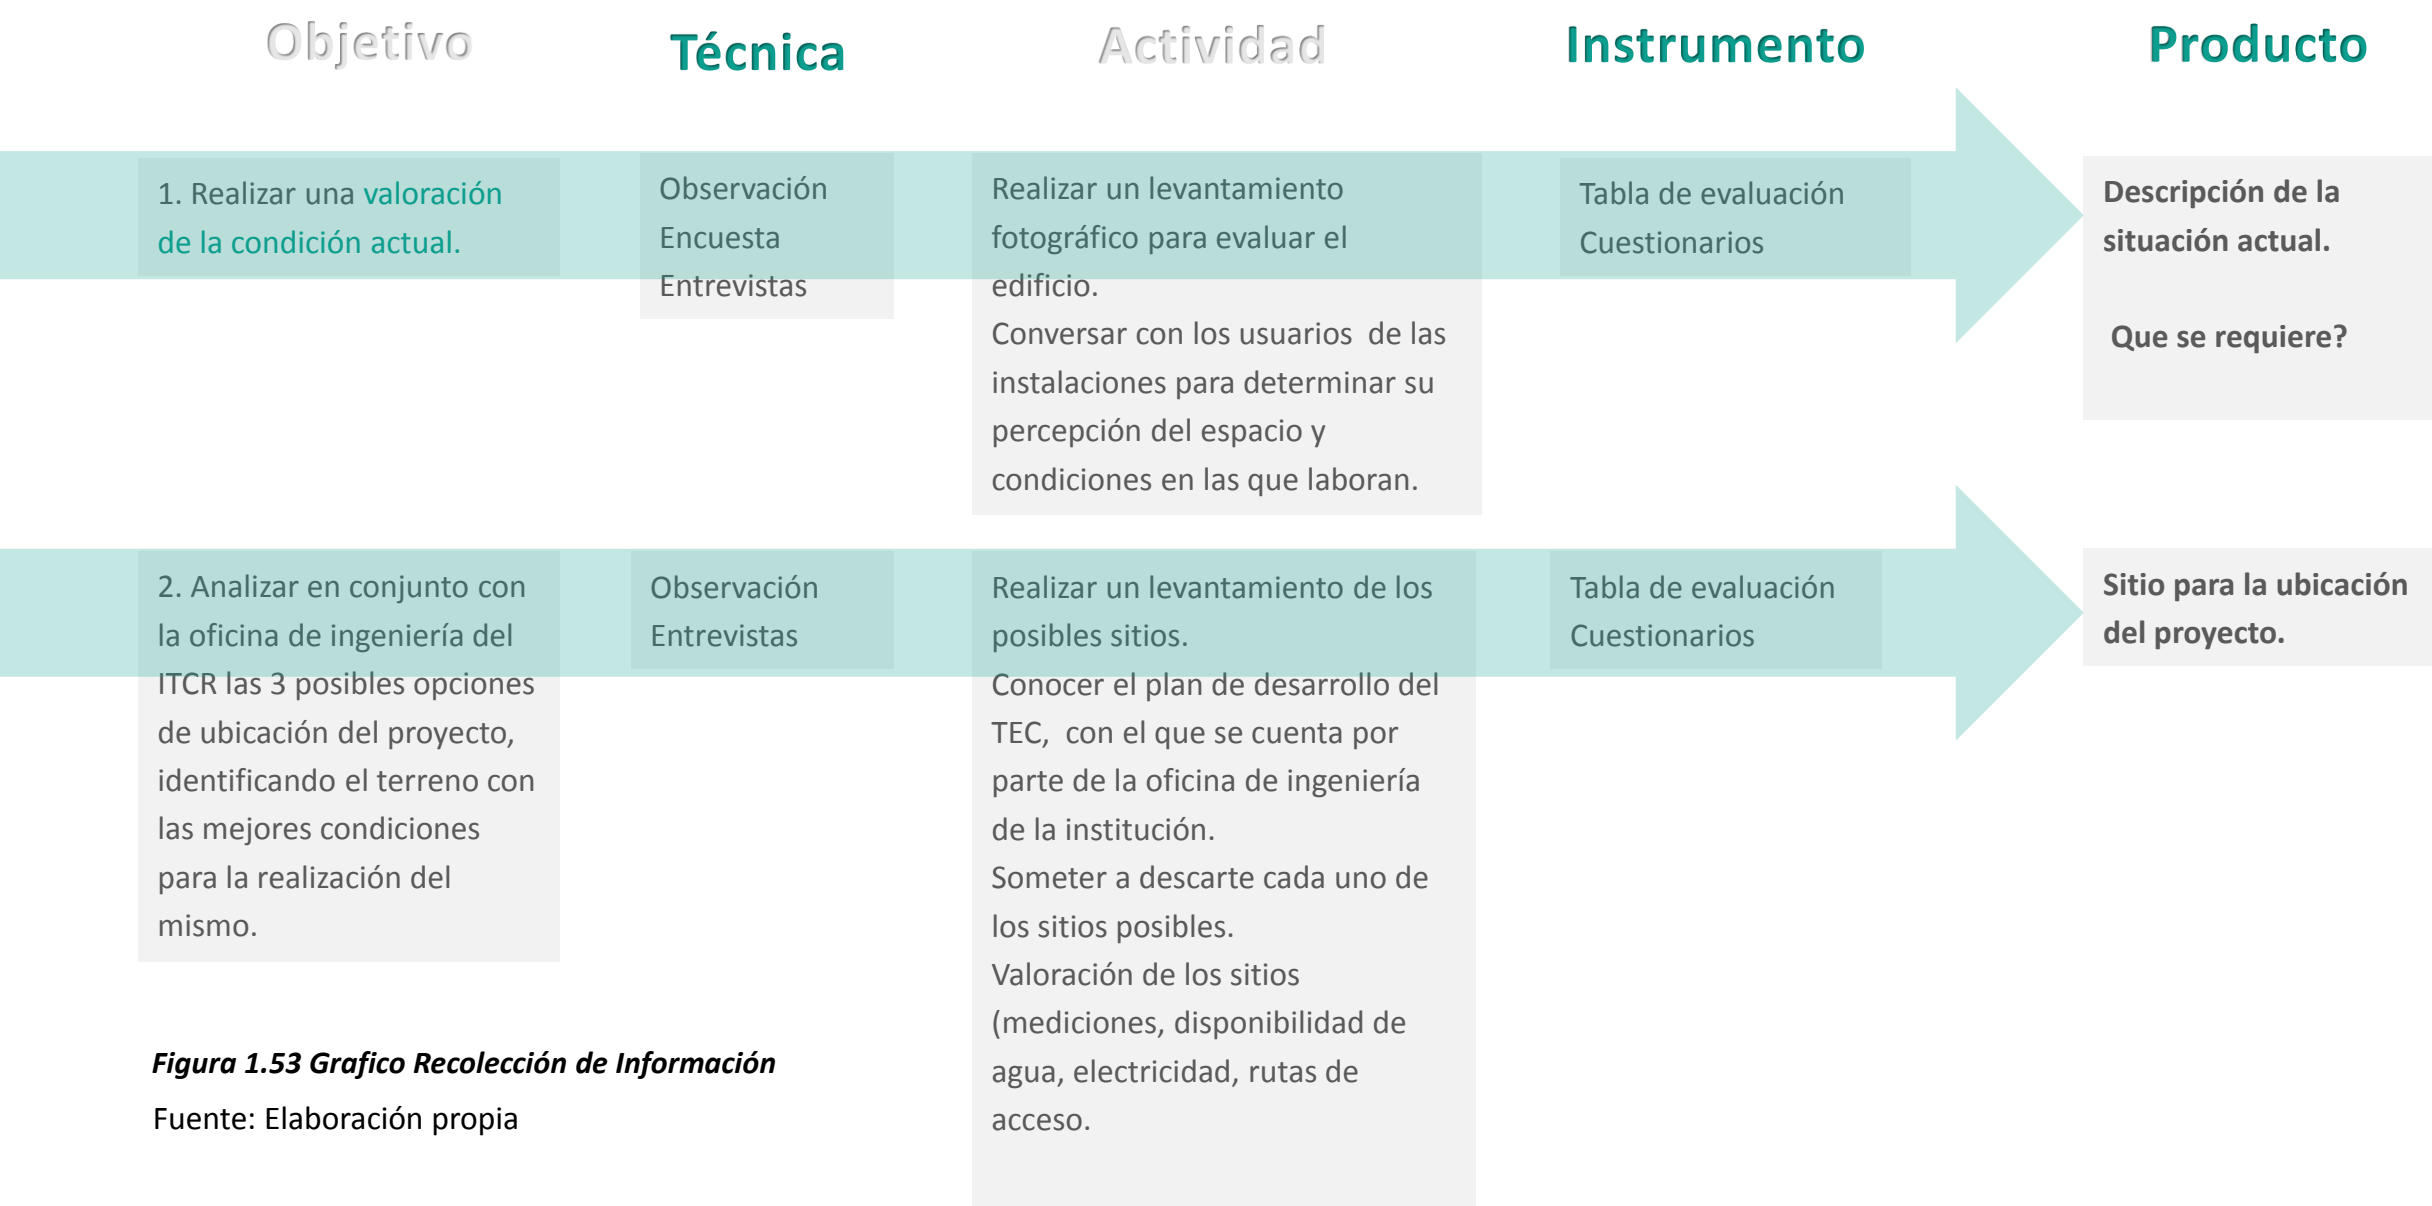 Objetivo
Técnica
Actividad
Instrumento
Producto
1. Realizar una valoración
de la condición actual.
Observación
Encuesta
Entrevistas
Realizar un levantamiento
fotográfico para evaluar el
edificio.
Conversar con los usuarios  de las
instalaciones para determinar su
percepción del espacio y
condiciones en las que laboran.
Tabla de evaluación
Cuestionarios
Descripción de la
situación actual.
Que se requiere?
2. Analizar en conjunto con
la oficina de ingeniería del
ITCR las 3 posibles opciones
de ubicación del proyecto,
identificando el terreno con
las mejores condiciones
para la realización del
mismo.
Observación
Entrevistas
Realizar un levantamiento de los
posibles sitios.
Conocer el plan de desarrollo del
TEC,  con el que se cuenta por
parte de la oficina de ingeniería
de la institución.
Someter a descarte cada uno de
los sitios posibles.
Valoración de los sitios
(mediciones, disponibilidad de
agua, electricidad, rutas de
acceso.
Tabla de evaluación
Cuestionarios
Sitio para la ubicación
del proyecto.
Figura 1.53 Grafico Recolección de Información
Fuente: Elaboración propia